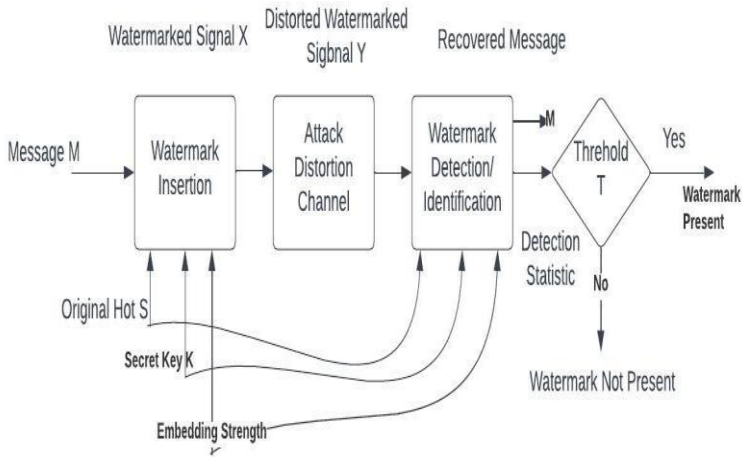 Watermarked Signal X
Distorted Watermarked
Sigbnal Y
Recovered Message
Message M
Watermark
Insertion
Attack
Distortion
Channel
Watermark
Detection/
Identification
M
Threhold
T
Yes
Watermark
Present
Detection
Statistic
No
Watermark Not Present
Original Hot S
Secret Key K
Embedding Strength